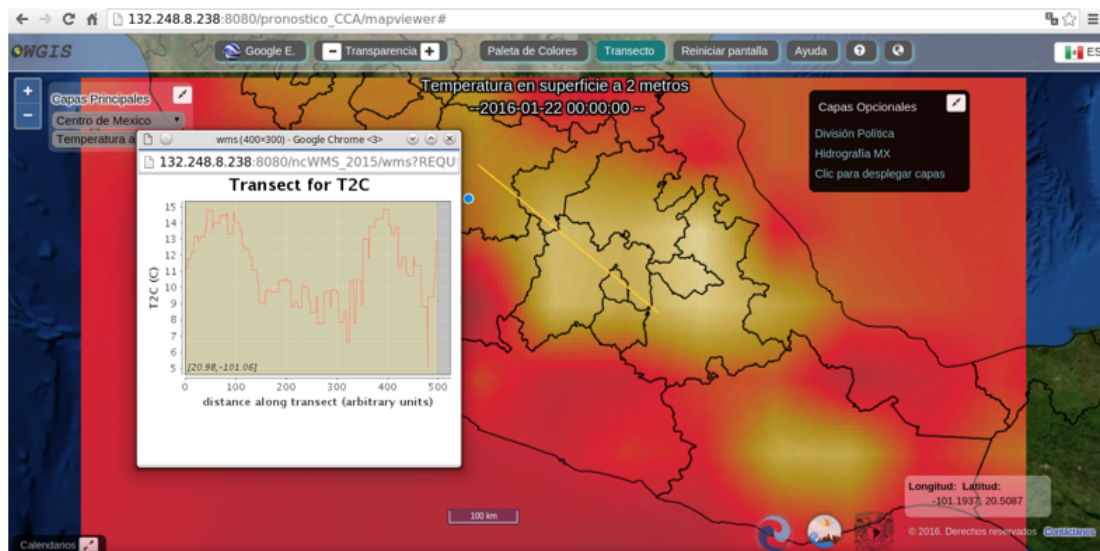 132.248.8.238:8080/pronostico_CCA/mapviewer#
OWGIS
Google E.
Transparencia
Paleta de Colores
Transecto
Reiniciar pantalla
Ayuda
ES
Temperatura en superficie a 2 metros
--2016-01-22 00:00:00 --
Capas Principales
Centro de Mexico
Temperatura a
Capas Opcionales
División Política
Hidrografía MX
Clic para desplegar capas
wms (400×300) - Google Chrome <3>
132.248.8.238:8080/ncWMS_2015/wms?REQU
Transect for T2C
T2C (C)
15
14
13
12
11
10
9
8
7
6
5
[20.98,-101.06]
0 100 200 300 400 500
distance along transect (arbitrary units)
100 km
Longitud: Latitud:
-101.1937, 20.5087
© 2016. Derechos reservados Contáctanos
Calendarios